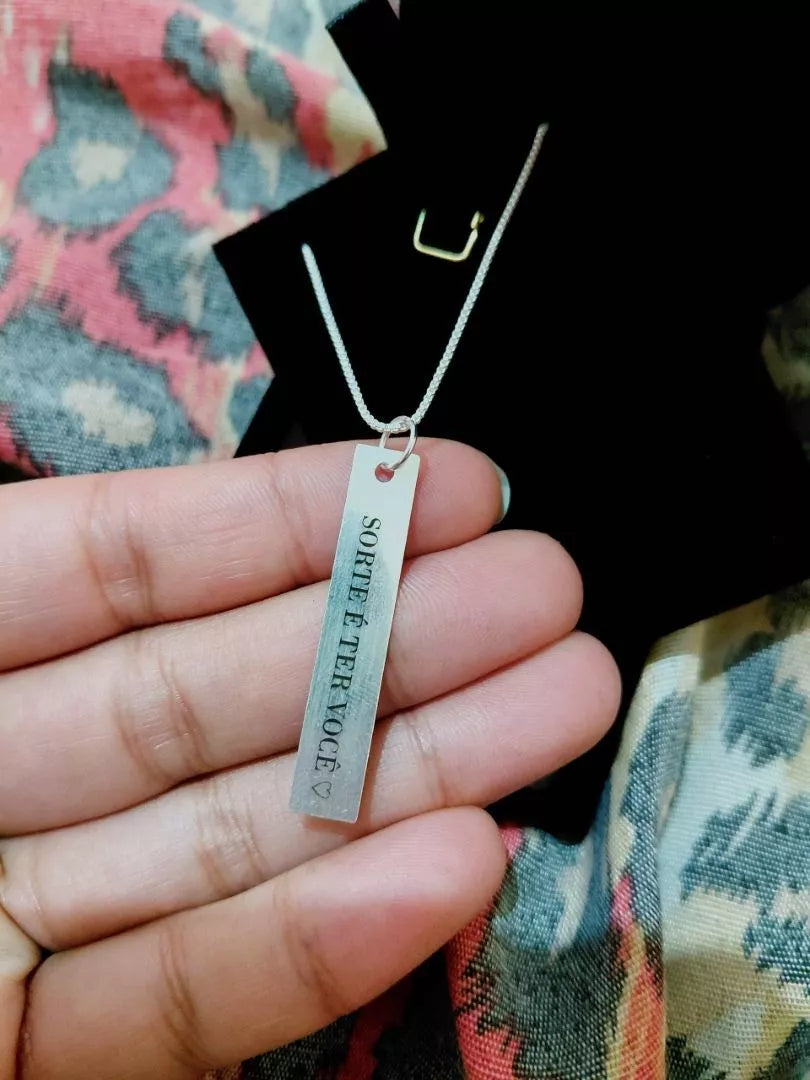 SORTE É TER VOCÊ ♡